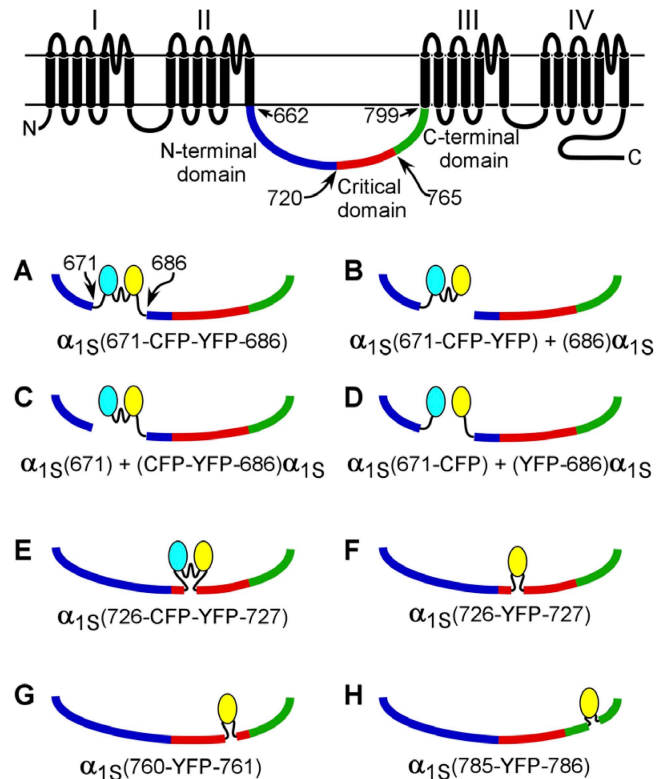 I II III IV
N
662 799
N-terminal domain
C-terminal domain
C
720 Critical domain 765
A 671 686
α1S(671-CFP-YFP-686)
B
α1S(671-CFP-YFP) + (686)α1S
C
α1S(671) + (CFP-YFP-686)α1S
D
α1S(671-CFP) + (YFP-686)α1S
E
α1S(726-CFP-YFP-727)
F
α1S(726-YFP-727)
G
α1S(760-YFP-761)
H
α1S(785-YFP-786)